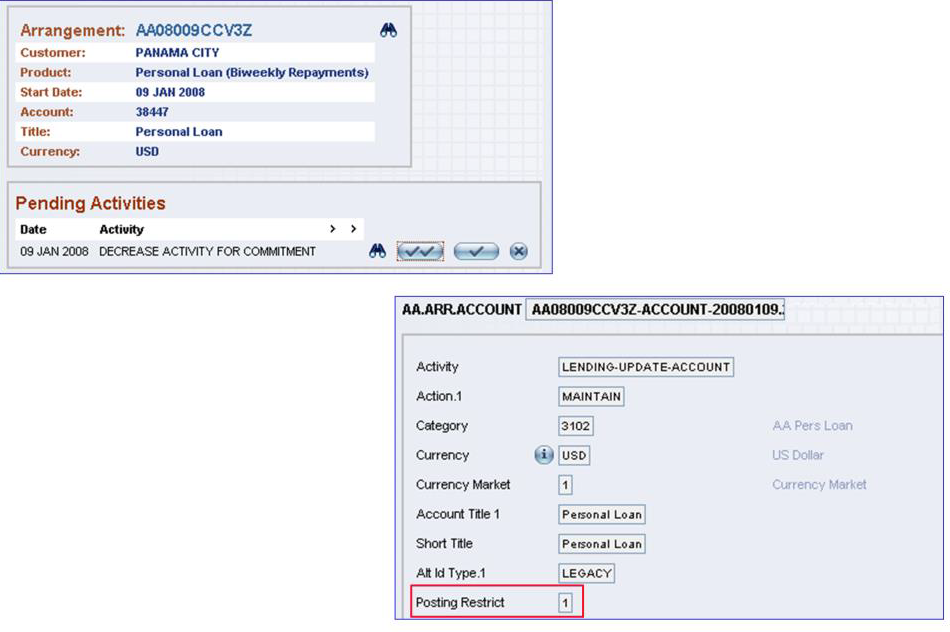 Arrangement: AA08009CCV3Z
Customer: PANAMA CITY
Product: Personal Loan (Biweekly Repayments)
Start Date: 09 JAN 2008
Account: 38447
Title: Personal Loan
Currency: USD
Pending Activities
Date Activity > >
09 JAN 2008 DECREASE ACTIVITY FOR COMMITMENT
AA.ARR.ACCOUNT AA08009CCV3Z-ACCOUNT-20080109.
Activity LENDING-UPDATE-ACCOUNT
Action.1 MAINTAIN
Category 3102 AA Pers Loan
Currency USD US Dollar
Currency Market 1 Currency Market
Account Title 1 Personal Loan
Short Title Personal Loan
Alt Id Type.1 LEGACY
Posting Restrict 1